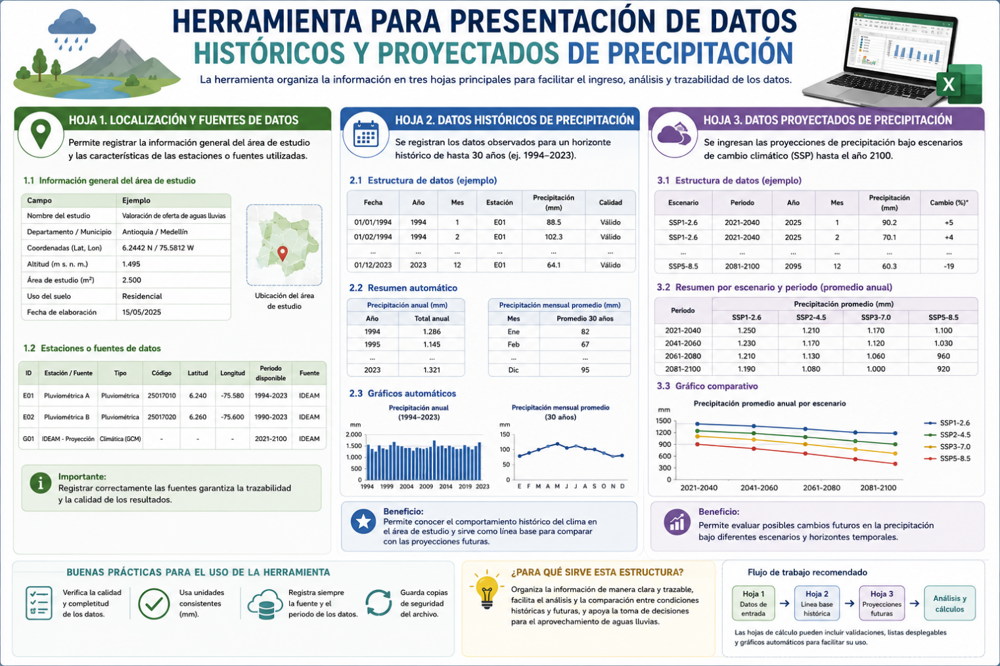 HERRAMIENTA PARA PRESENTACIÓN DE DATOS
HISTÓRICOS Y PROYECTADOS DE PRECIPITACIÓN
La herramienta organiza la información en tres hojas principales para facilitar el ingreso, análisis y trazabilidad de los datos.
X
HOJA 1. LOCALIZACIÓN Y FUENTES DE DATOS
Permite registrar la información general del área de estudio
y las características de las estaciones o fuentes utilizadas.
1.1 Información general del área de estudio
Campo Ejemplo
Nombre del estudio Valoración de oferta de aguas lluvias
Departamento / Municipio Antioquia / Medellín
Coordenadas (Lat, Lon) 6.2442 N / 75.5812 W
Altitud (m s. n. m.) 1.495
Área de estudio (m²) 2.500
Uso del suelo Residencial
Fecha de elaboración 15/05/2025
Ubicación del área
de estudio
1.2 Estaciones o fuentes de datos
ID Estación / Fuente Tipo Código Latitud Longitud Periodo disponible Fuente
E01 Pluviométrica A Pluviométrica 25017010 6.240 -75.580 1994-2023 IDEAM
E02 Pluviométrica B Pluviométrica 25017020 6.260 -75.600 1990-2023 IDEAM
G01 IDEAM - Proyección Climática (GCM) - - - 2021-2100 IDEAM
Importante:
Registrar correctamente las fuentes garantiza la trazabilidad
y la calidad de los resultados.
HOJA 2. DATOS HISTÓRICOS DE PRECIPITACIÓN
Se registran los datos observados para un horizonte
histórico de hasta 30 años (ej. 1994–2023).
2.1 Estructura de datos (ejemplo)
Fecha Año Mes Estación Precipitación (mm) Calidad
01/01/1994 1994 1 E01 88.5 Válido
01/02/1994 1994 2 E01 102.3 Válido
... ... ... ... ... ...
01/12/2023 2023 12 E01 64.1 Válido
2.2 Resumen automático
Precipitación anual (mm)
Año Total anual
1994 1.286
1995 1.145
... ...
2023 1.321
Precipitación mensual promedio (mm)
Mes Promedio 30 años
Ene 82
Feb 67
... ...
Dic 95
2.3 Gráficos automáticos
Precipitación anual
(1994–2023)
mm
2.000
1.500
1.000
500
0
1994 1999 2004 2009 2014 2019 2023
Precipitación mensual promedio
(30 años)
mm
150
100
50
0
E F M A M J J A S O N D
Beneficio:
Permite conocer el comportamiento histórico del clima en
el área de estudio y sirve como línea base para comparar
con las proyecciones futuras.
HOJA 3. DATOS PROYECTADOS DE PRECIPITACIÓN
Se ingresan las proyecciones de precipitación bajo escenarios
de cambio climático (SSP) hasta el año 2100.
3.1 Estructura de datos (ejemplo)
Escenario Periodo Año Mes Precipitación (mm) Cambio (%)*
SSP1-2.6 2021-2040 2025 1 90.2 +5
SSP1-2.6 2021-2040 2025 2 70.1 +4
... ... ... ... ... ...
SSP5-8.5 2081-2100 2095 12 60.3 -19
3.2 Resumen por escenario y periodo (promedio anual)
Periodo Precipitación promedio (mm)
SSP1-2.6 SSP2-4.5 SSP3-7.0 SSP5-8.5
2021-2040 1.250 1.210 1.170 1.100
2041-2060 1.230 1.170 1.120 1.030
2061-2080 1.210 1.130 1.060 960
2081-2100 1.190 1.080 1.000 920
3.3 Gráfico comparativo
Precipitación promedio anual por escenario
mm
1500
1200
900
600
300
0
2021-2040 2041-2060 2061-2080 2081-2100
SSP1-2.6
SSP2-4.5
SSP3-7.0
SSP5-8.5
Beneficio:
Permite evaluar posibles cambios futuros en la precipitación
bajo diferentes escenarios y horizontes temporales.
BUENAS PRÁCTICAS PARA EL USO DE LA HERRAMIENTA
Verifica la calidad
y completitud
de los datos.
Usa unidades
consistentes
(mm).
Registra siempre
la fuente y el
periodo de los datos.
Guarda copias
de seguridad
del archivo.
¿PARA QUÉ SIRVE ESTA ESTRUCTURA?
Organiza la información de manera clara y trazable,
facilita el análisis y la comparación entre condiciones
históricas y futuras, y apoya la toma de decisiones
para el aprovechamiento de aguas lluvias.
Flujo de trabajo recomendado
Hoja 1
Datos de
entrada
Hoja 2
Linea base
histórica
Hoja 3
Proyecciones
futuras
Análisis y
cálculos
Las hojas de cálculo pueden incluir validaciones, listas desplegables
y gráficos automáticos para facilitar su uso.